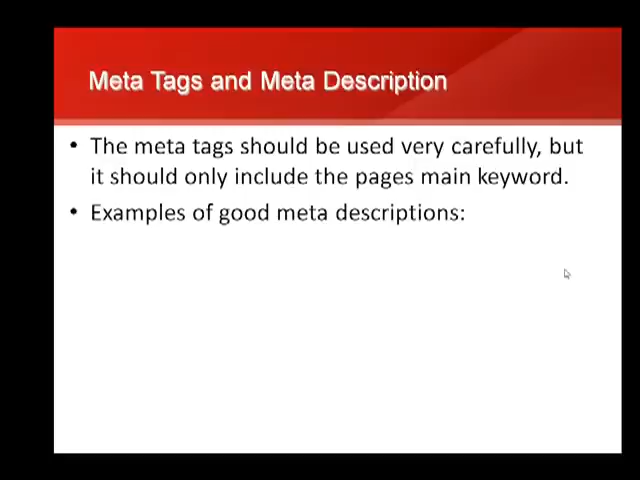 Meta Tags and Meta Description
• The meta tags should be used very carefully, but
it should only include the pages main keyword.
• Examples of good meta descriptions: